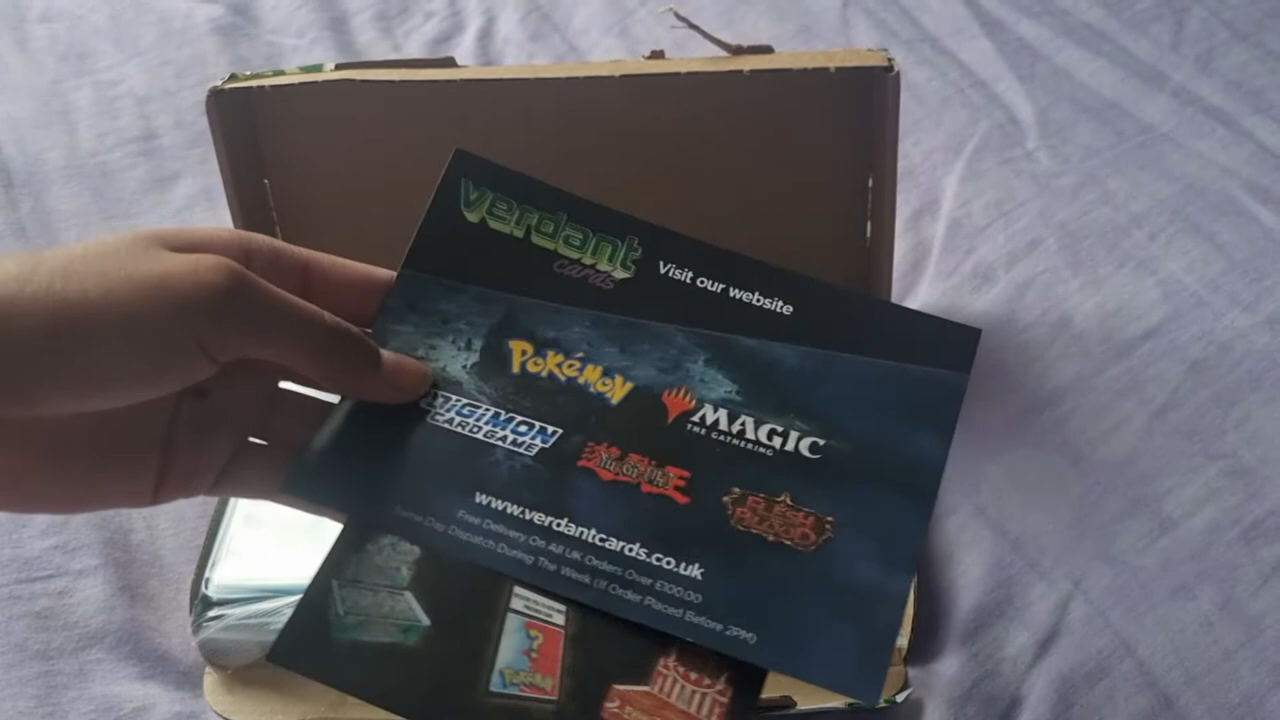 verdant
cards
Visit our website
POKéMON
MAGIC
THE GATHERING
DIGIMON
CARD GAME
Yu-Gi-Oh!
FLESH
AND
BLOOD
www.verdantcards.co.uk
Free Delivery On All UK Orders Over £100.00
Same Day Dispatch During The Week (If Order Placed Before 2PM)
?
POKéMON